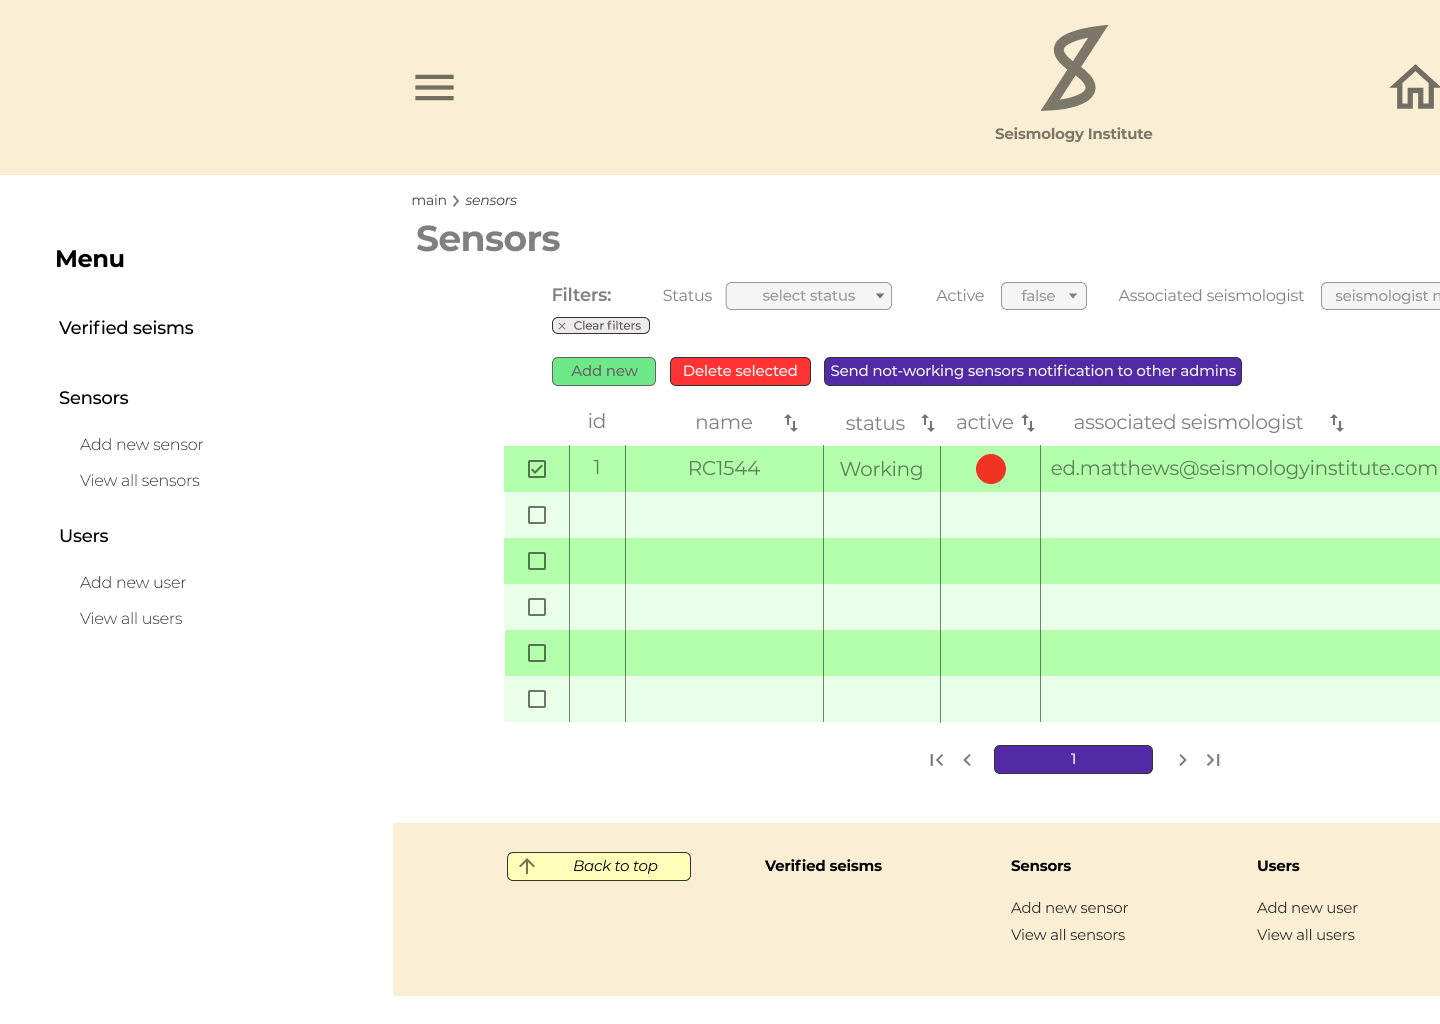 Seismology Institute
main > sensors
Sensors
Menu
Verified seisms
Sensors
Add new sensor
View all sensors
Users
Add new user
View all users
Filters: Status select status Active false Associated seismologist seismologist
× Clear filters
Add new Delete selected Send not-working sensors notification to other admins
id name status active associated seismologist
1 RC1544 Working ed.matthews@seismologyinstitute.com
1
Back to top Verified seisms Sensors Users
Add new sensor Add new user
View all sensors View all users